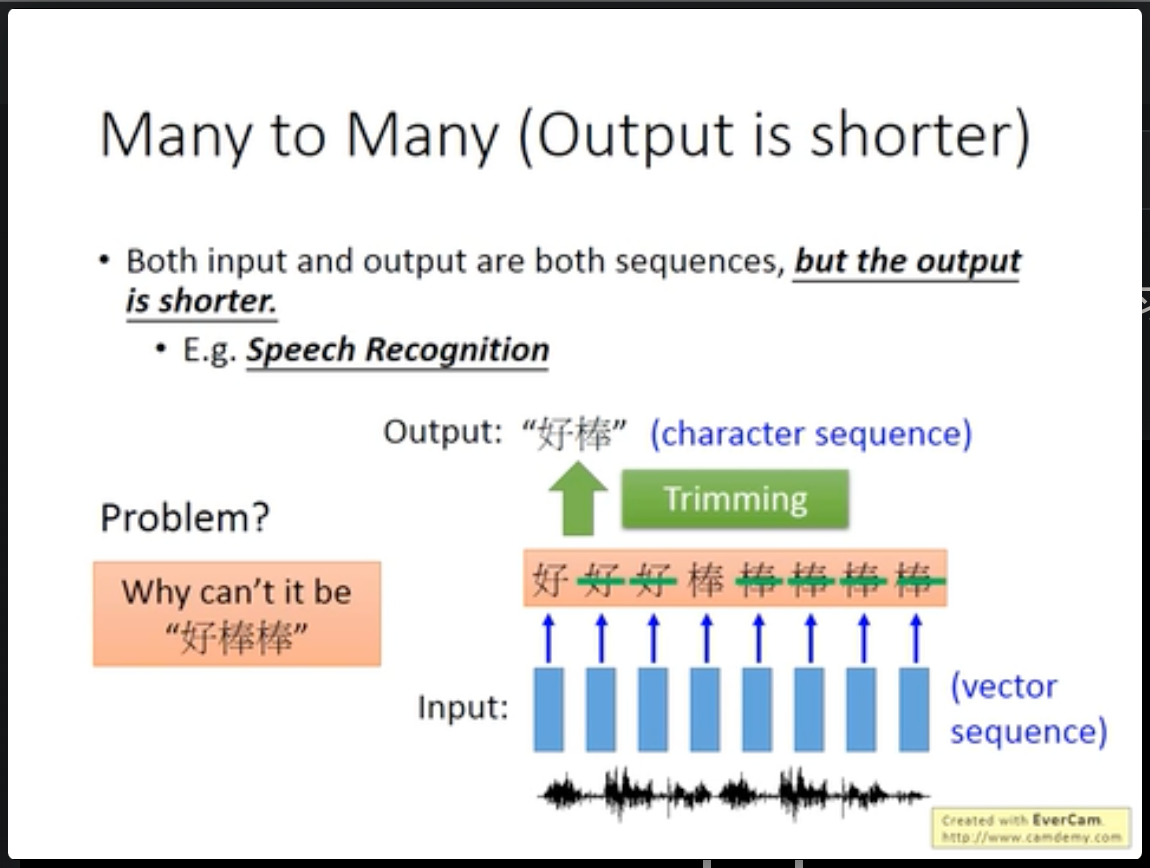 Many to Many (Output is shorter)
• Both input and output are both sequences, but the output
is shorter.
• E.g. Speech Recognition
Output: “好棒” (character sequence)
Trimming
Problem?
Why can’t it be
“好棒棒”
好 好 好 棒 棒 棒 棒 棒
Input:
(vector
sequence)
Created with EverCam.
http://www.camdemy.com